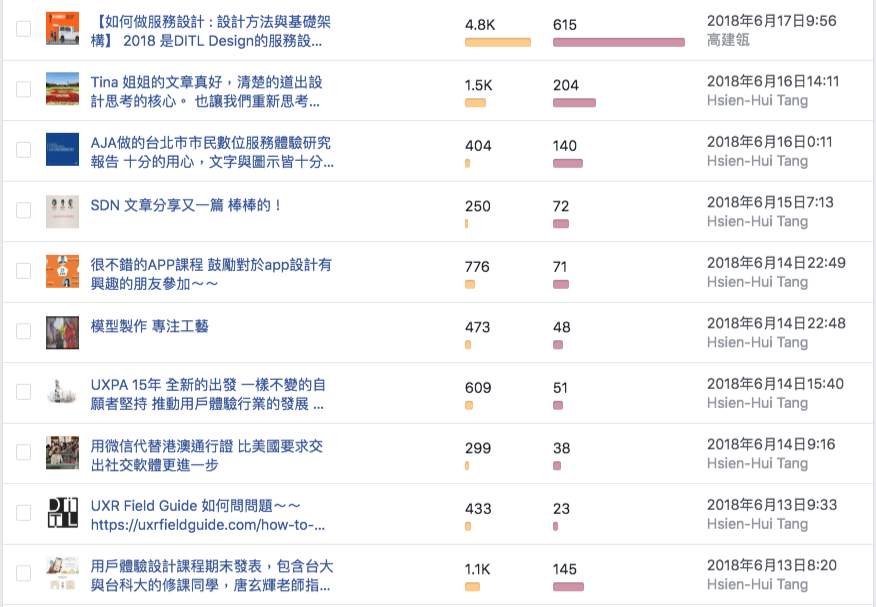 【如何做服務設計 : 設計方法與基礎架
構】 2018 是DITL Design的服務設...
4.8K
615
2018年6月17日9:56
高建瓴
Tina 姐姐的文章真好，清楚的道出設
計思考的核心。 也讓我們重新思考...
1.5K
204
2018年6月16日14:11
Hsien-Hui Tang
AJA做的台北市市民數位服務體驗研究
報告 十分的用心，文字與圖示皆十分...
404
140
2018年6月16日0:11
Hsien-Hui Tang
SDN 文章分享又一篇 棒棒的！
250
72
2018年6月15日7:13
Hsien-Hui Tang
很不錯的APP課程 鼓勵對於app設計有
興趣的朋友參加～～
776
71
2018年6月14日22:49
Hsien-Hui Tang
模型製作 專注工藝
473
48
2018年6月14日22:48
Hsien-Hui Tang
UXPA 15年 全新的出發 一樣不變的自
願者堅持 推動用戶體驗行業的發展 ...
609
51
2018年6月14日15:40
Hsien-Hui Tang
用微信代替港澳通行證 比美國要求交
出社交軟體更進一步
299
38
2018年6月14日9:16
Hsien-Hui Tang
UXR Field Guide 如何問問題～～
https://uxrfieldguide.com/how-to-...
433
23
2018年6月13日9:33
Hsien-Hui Tang
用戶體驗設計課程期末發表，包含台大
與台科大的修課同學，唐玄輝老師指...
1.1K
145
2018年6月13日8:20
Hsien-Hui Tang